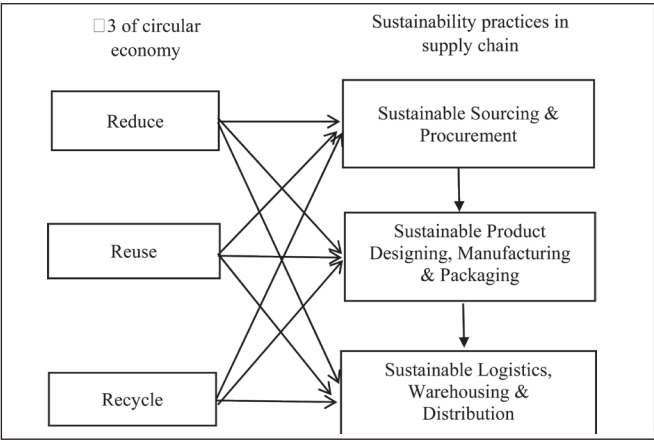 □3 of circular
economy
Sustainability practices in
supply chain
Reduce
Sustainable Sourcing &
Procurement
Reuse
Sustainable Product
Designing, Manufacturing
& Packaging
Recycle
Sustainable Logistics,
Warehousing &
Distribution